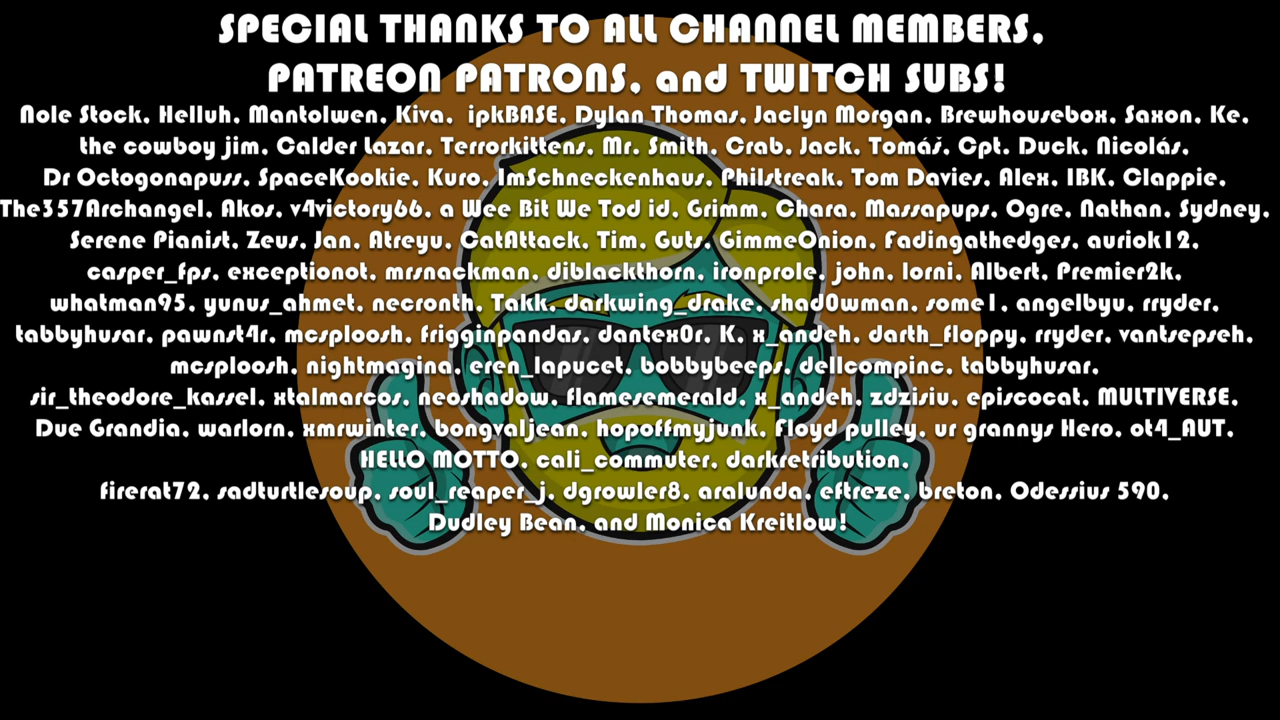 SPECIAL THANKS TO ALL CHANNEL MEMBERS,
PATREON PATRONS, and TWITCH SUBS!
Nole Stock, Helluh, Mantolwen, Kiva,  ipkBASE, Dylan Thomas, Jaclyn Morgan, Brewhousebox, Saxon, Ke,
the cowboy jim, Calder Lazar, Terrorkittens, Mr. Smith, Crab, Jack, Tomáš, Cpt. Duck, Nicolás,
Dr Octogonapuss, SpaceKookie, Kuro, ImSchneckenhaus, Philstreak, Tom Davies, Alex, IBK, Clappie,
The357Archangel, Akos, v4victory66, a Wee Bit We Tod id, Grimm, Chara, Massapups, Ogre, Nathan, Sydney,
Serene Pianist, Zeus, Jan, Atreyu, CatAttack, Tim, Guts, GimmeOnion, Fadingathedges, auriok12,
casper_fps, exceptionot, mrsnackman, diblackthorn, ironprole, john, lorni, Albert, Premier2k,
whatman95, yunus_ahmet, necronth, Takk, darkwing_drake, shad0wman, some1, angelbyu, rryder,
tabbyhusar, pawnst4r, mcsploosh, frigginpandas, dantex0r, K, x_andeh, darth_floppy, rryder, vantsepseh,
mcsploosh, nightmagina, eren_lapucet, bobbybeeps, dellcompinc, tabbyhusar,
sir_theodore_kassel, xtalmarcos, neoshadow, flamesemerald, x_andeh, zdzisiu, episcocat, MULTIVERSE,
Due Grandia, warlorn, xmrwinter, bongvaljean, hopoffmyjunk, Floyd pulley, ur grannys Hero, ot4_AUT,
HELLO MOTTO, cali_commuter, darkretribution,
firerat72, sadturtlesoup, soul_reaper_j, dgrowler8, aralunda, eftreze, breton, Odessius 590,
Dudley Bean, and Monica Kreitlow!